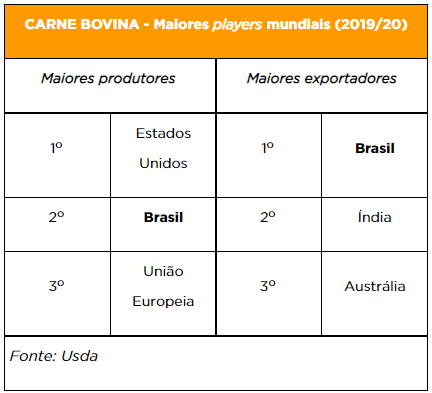 CARNE BOVINA - Maiores players mundiais (2019/20)
Maiores produtores
Maiores exportadores
1º
Estados
Unidos
1º
Brasil
2º
Brasil
2º
Índia
3º
União
Europeia
3º
Austrália
Fonte: Usda